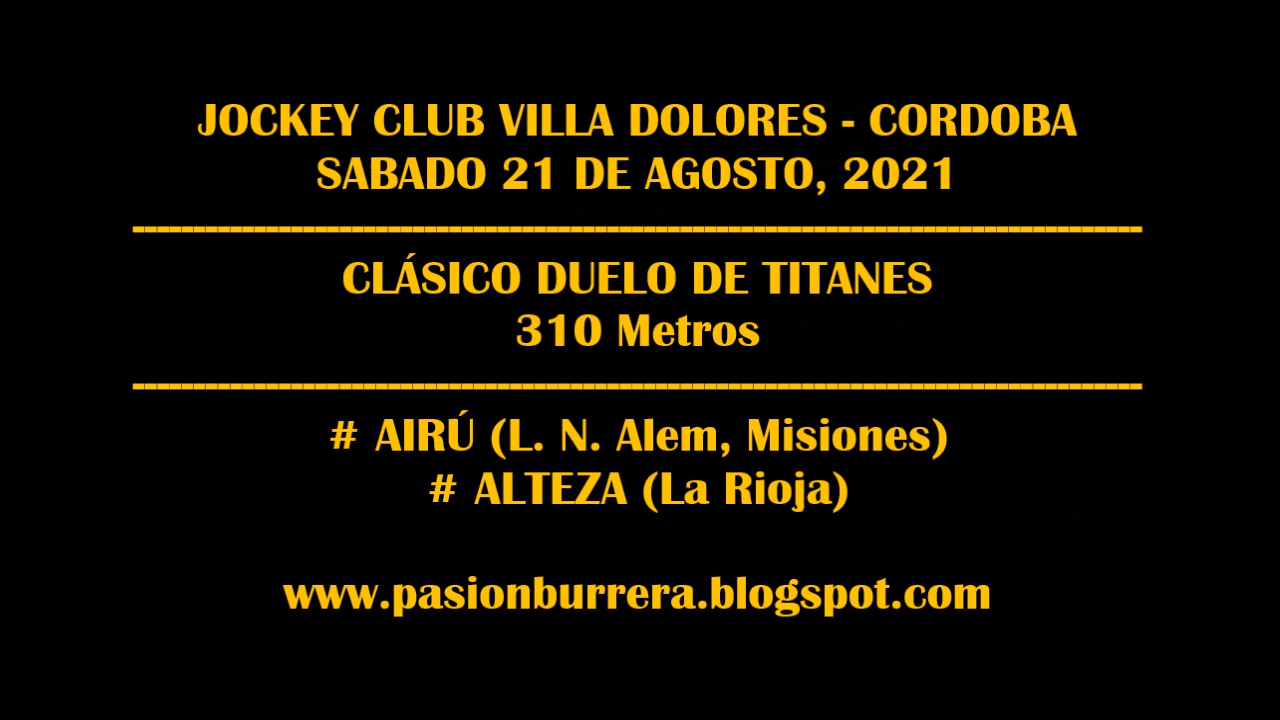 JOCKEY CLUB VILLA DOLORES - CORDOBA
SABADO 21 DE AGOSTO, 2021
------------------------------------------------------------------------------------
CLÁSICO DUELO DE TITANES
310 Metros
------------------------------------------------------------------------------------
# AIRÚ (L. N. Alem, Misiones)
# ALTEZA (La Rioja)
www.pasionburrera.blogspot.com